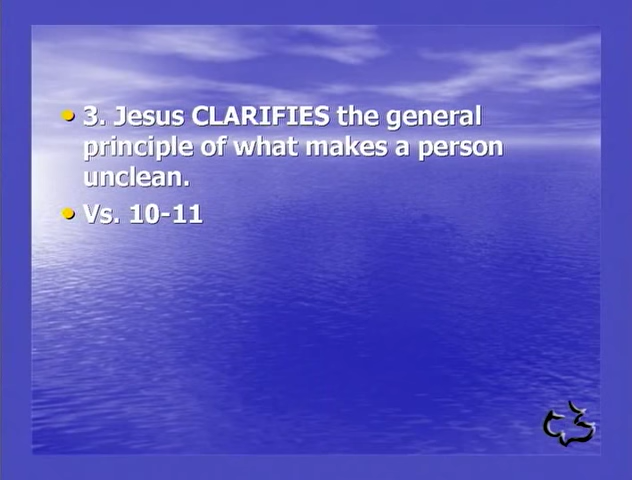 • 3. Jesus CLARIFIES the general
principle of what makes a person
unclean.
• Vs. 10-11